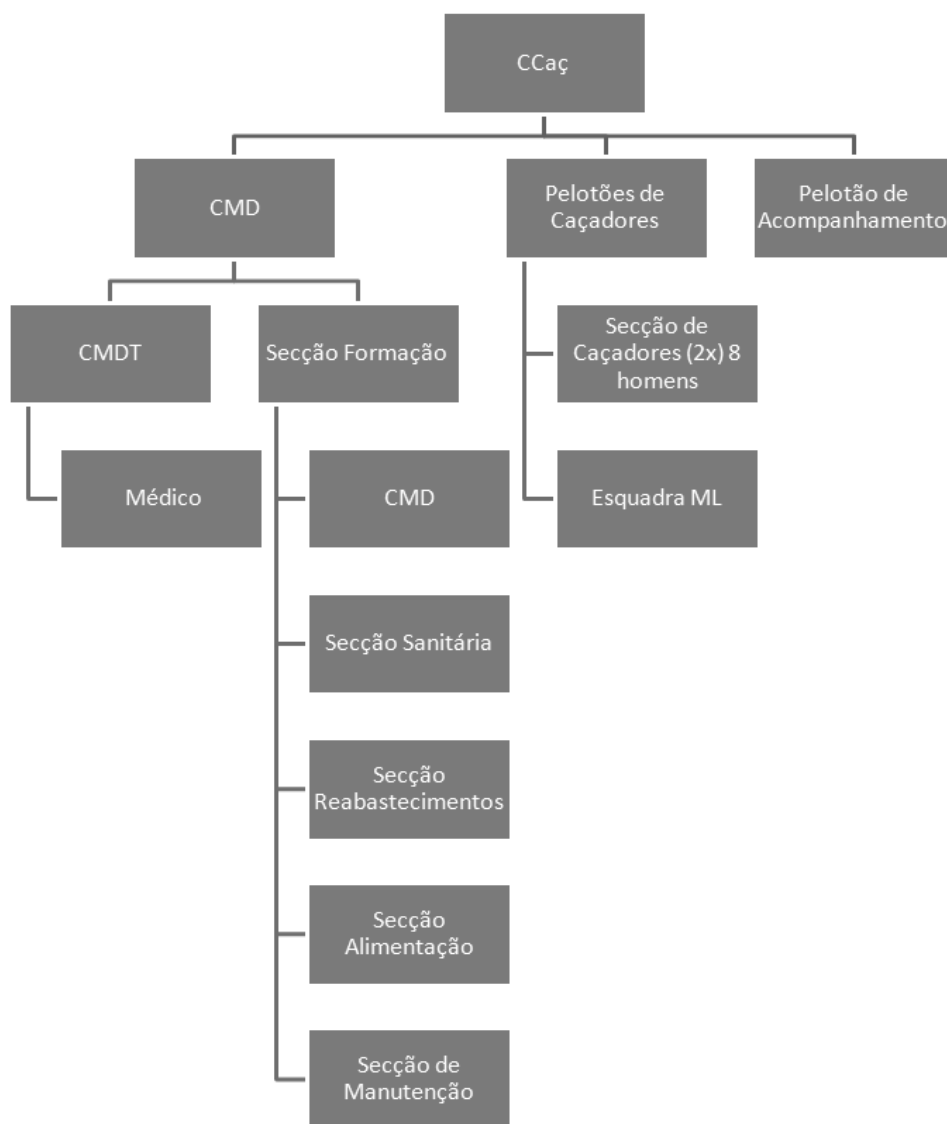 CCaç
CMD
Pelotões de
Caçadores
Pelotão de
Acompanhamento
CMDT
Secção Formação
Secção de
Caçadores (2x) 8
homens
Médico
CMD
Esquadra ML
Secção Sanitária
Secção
Reabastecimentos
Secção
Alimentação
Secção de
Manutenção